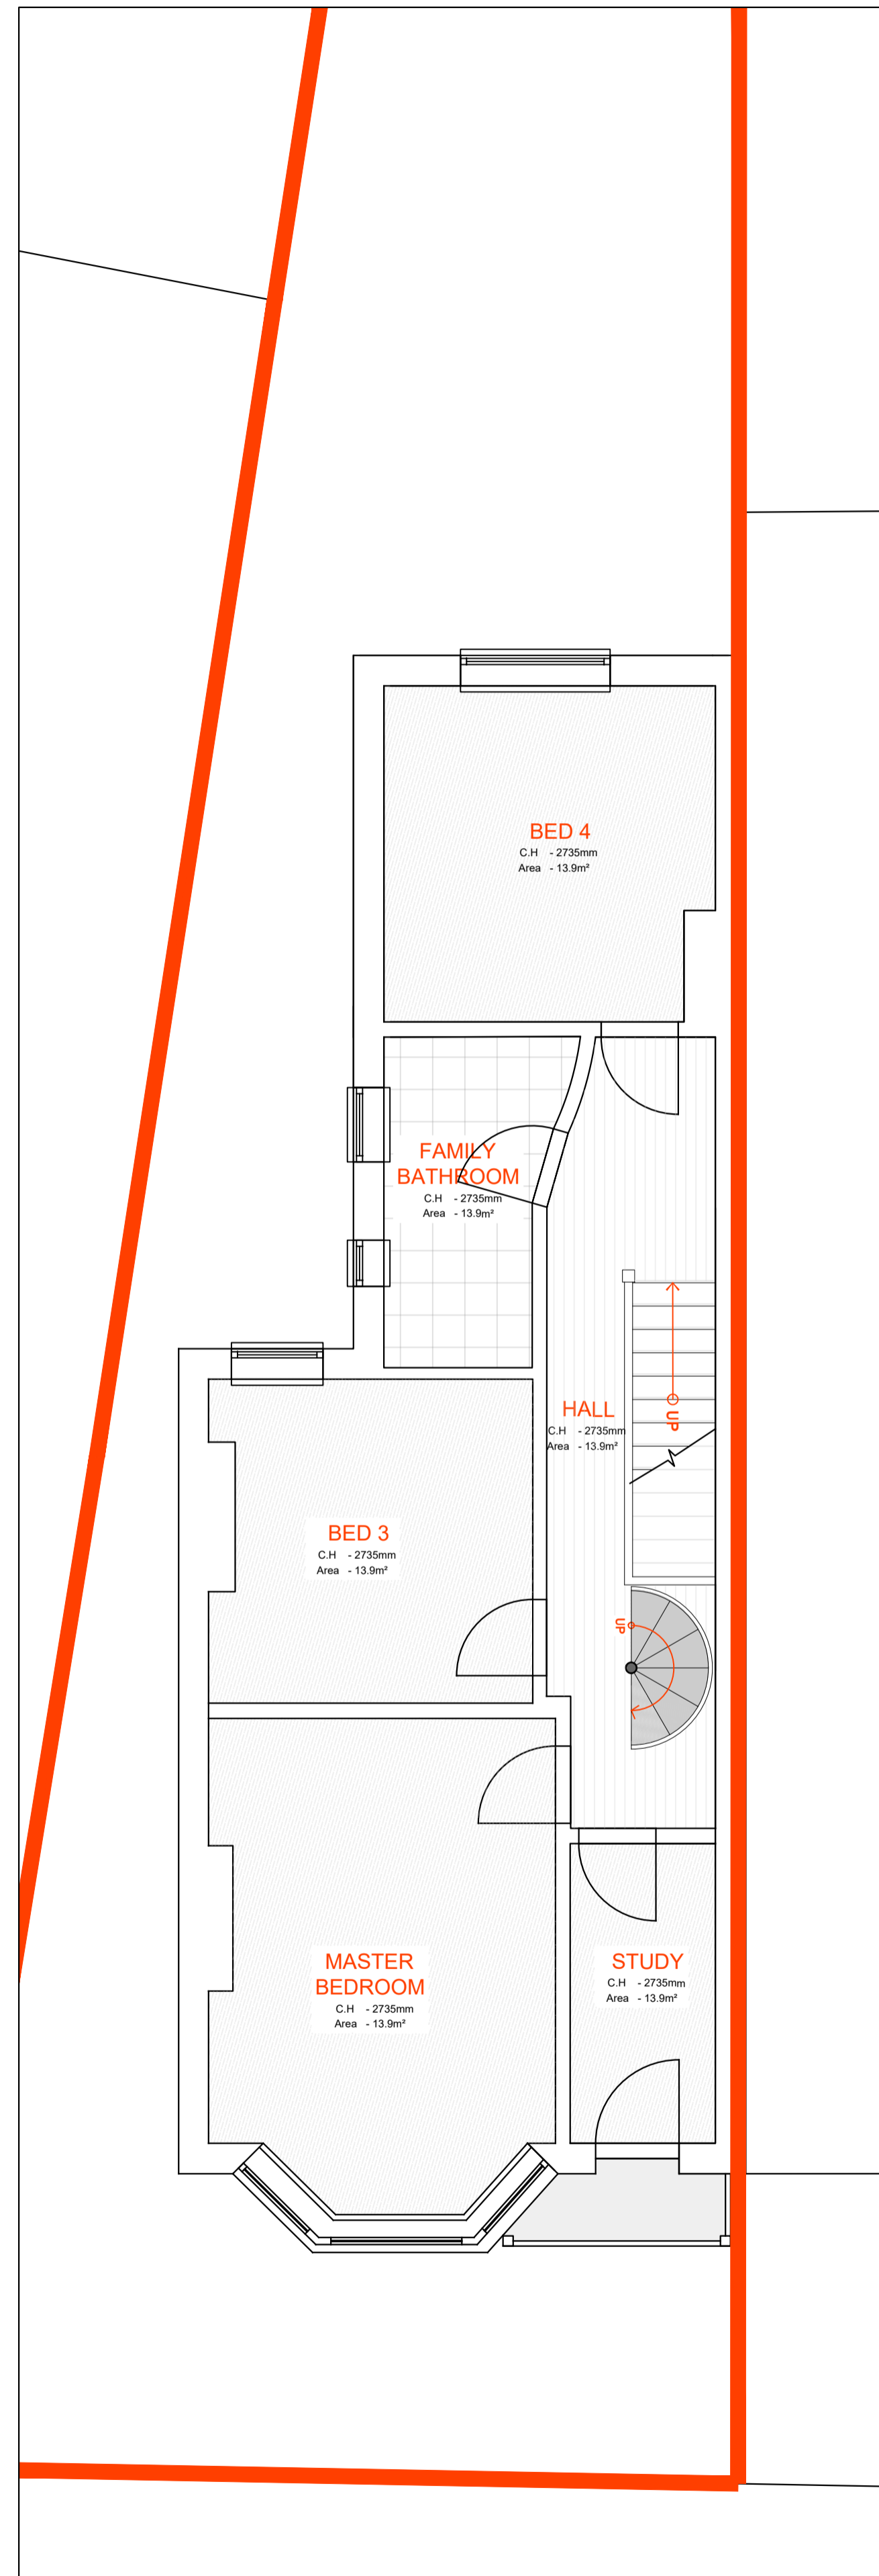 BED 4
C.H - 2735mm
Area - 13.9m²
FAMILY
BATHROOM
C.H - 2735mm
Area - 13.9m²
HALL
C.H - 2735mm
Area - 13.9m²
UP
BED 3
C.H - 2735mm
Area - 13.9m²
UP
MASTER
BEDROOM
C.H - 2735mm
Area - 13.9m²
STUDY
C.H - 2735mm
Area - 13.9m²